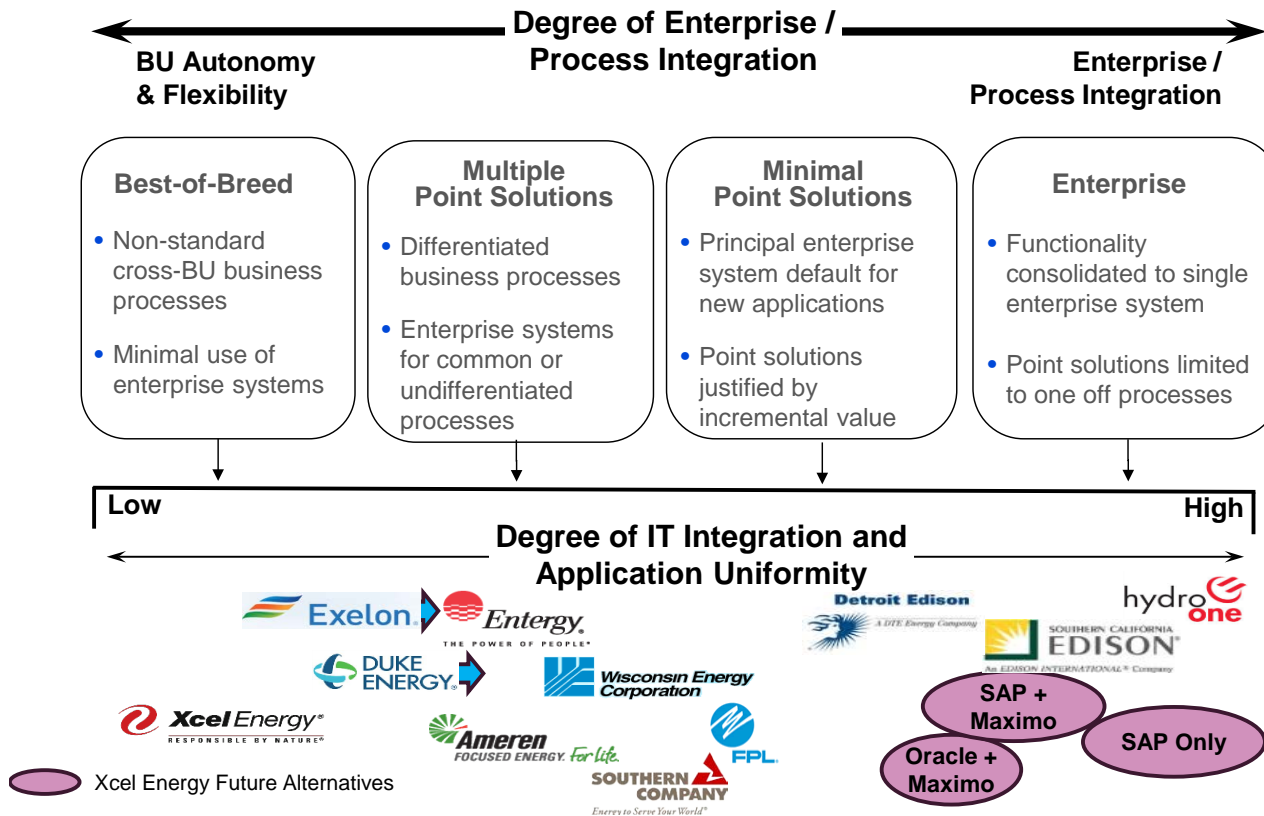 Degree of Enterprise /
Process Integration
BU Autonomy
& Flexibility
Enterprise /
Process Integration
Best-of-Breed
• Non-standard
cross-BU business
processes
• Minimal use of
enterprise systems
Multiple
Point Solutions
• Differentiated
business processes
• Enterprise systems
for common or
undifferentiated
processes
Minimal
Point Solutions
• Principal enterprise
system default for
new applications
• Point solutions
justified by
incremental value
Enterprise
• Functionality
consolidated to single
enterprise system
• Point solutions limited
to one off processes
Low
High
Degree of IT Integration and
Application Uniformity
Exelon®
Entergy®
THE POWER OF PEOPLE®
Detroit Edison
A DTE Energy Company
hydro
one
SOUTHERN CALIFORNIA
EDISON®
An EDISON INTERNATIONAL® Company
DUKE
ENERGY®
Wisconsin Energy
Corporation
Xcel Energy®
RESPONSIBLE BY NATURE®
Ameren
FOCUSED ENERGY. For life.
FPL®
SOUTHERN
COMPANY
Energy to Serve Your World®
SAP +
Maximo
SAP Only
Oracle +
Maximo
Xcel Energy Future Alternatives